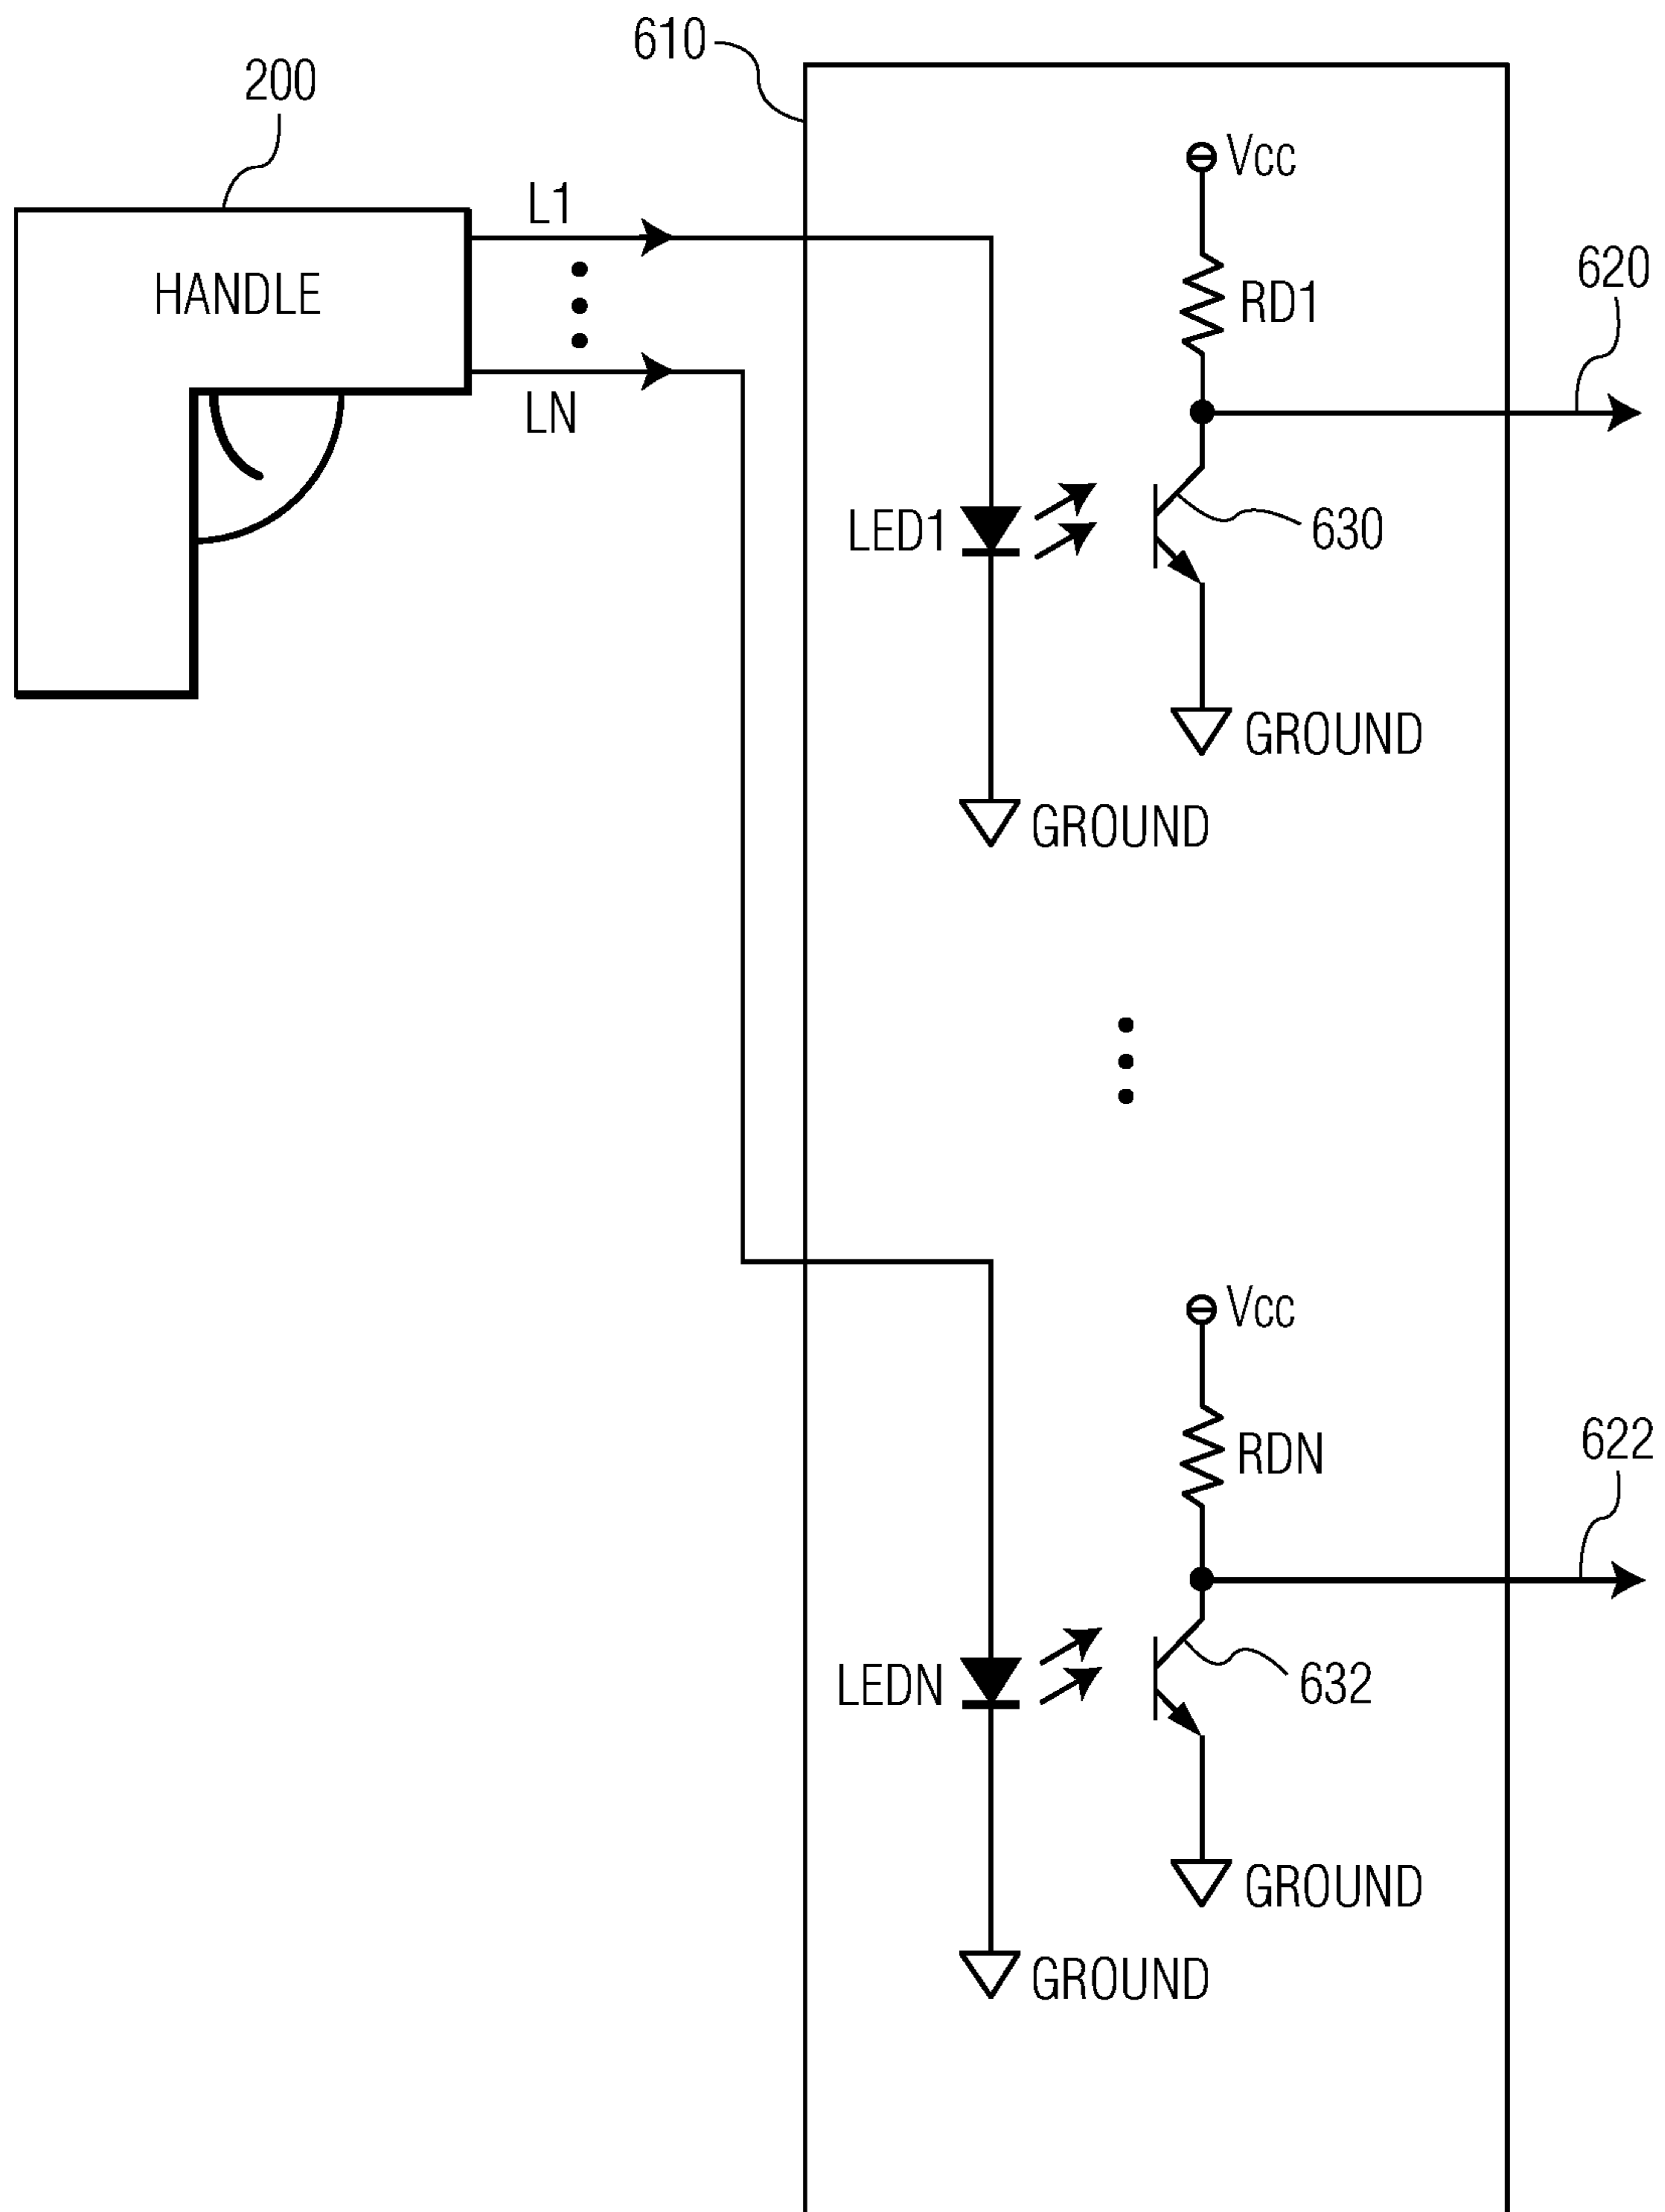 610
200
VCC
L1
HANDLE
RD1
620
LN
LED1
630
GROUND
GROUND
VCC
RDN
622
LEDN
632
GROUND
GROUND